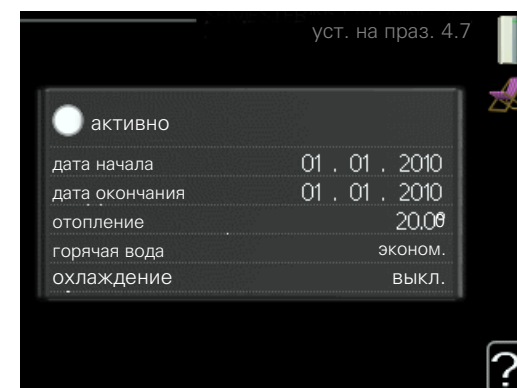 уст. на праз. 4.7
активно
дата начала 01 . 01 . 2010
дата окончания 01 . 01 . 2010
отопление 20.0°
горячая вода эконом.
охлаждение выкл.
?